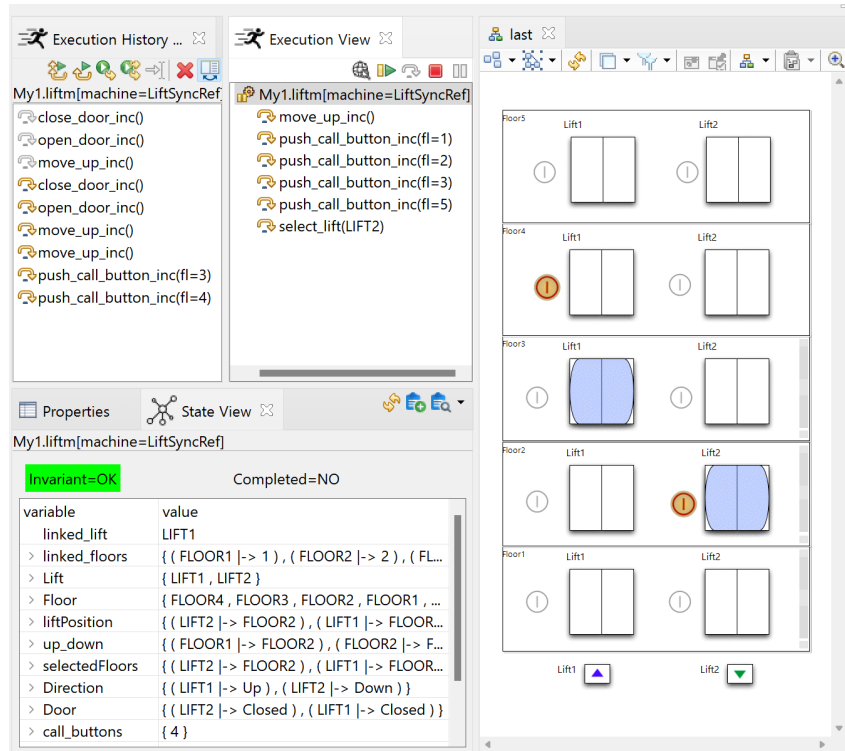 Execution History ...
My1.liftm[machine=LiftSyncRef]
close_door_inc()
open_door_inc()
move_up_inc()
close_door_inc()
open_door_inc()
move_up_inc()
move_up_inc()
push_call_button_inc(fl=3)
push_call_button_inc(fl=4)
Execution View
My1.liftm[machine=LiftSyncRef]
move_up_inc()
push_call_button_inc(fl=1)
push_call_button_inc(fl=2)
push_call_button_inc(fl=3)
push_call_button_inc(fl=5)
select_lift(LIFT2)
Properties
State View
My1.liftm[machine=LiftSyncRef]
Invariant=OK Completed=NO
variable value
linked_lift LIFT1
linked_floors { ( FLOOR1 |-> 1 ) , ( FLOOR2 |-> 2 ) , ( FL...
Lift { LIFT1 , LIFT2 }
Floor { FLOOR4 , FLOOR3 , FLOOR2 , FLOOR1 , ...
liftPosition { ( LIFT2 |-> FLOOR2 ) , ( LIFT1 |-> FLOOR...
up_down { ( FLOOR1 |-> FLOOR2 ) , ( FLOOR2 |-> F...
selectedFloors { ( LIFT2 |-> FLOOR2 ) , ( LIFT1 |-> FLOOR...
Direction { ( LIFT1 |-> Up ) , ( LIFT2 |-> Down ) }
Door { ( LIFT2 |-> Closed ) , ( LIFT1 |-> Closed ) }
call_buttons { 4 }
last
Floor5
Lift1 Lift2
Floor4
Lift1 Lift2
Floor3
Lift1 Lift2
Floor2
Lift1 Lift2
Floor1
Lift1 Lift2
Lift1 Lift2